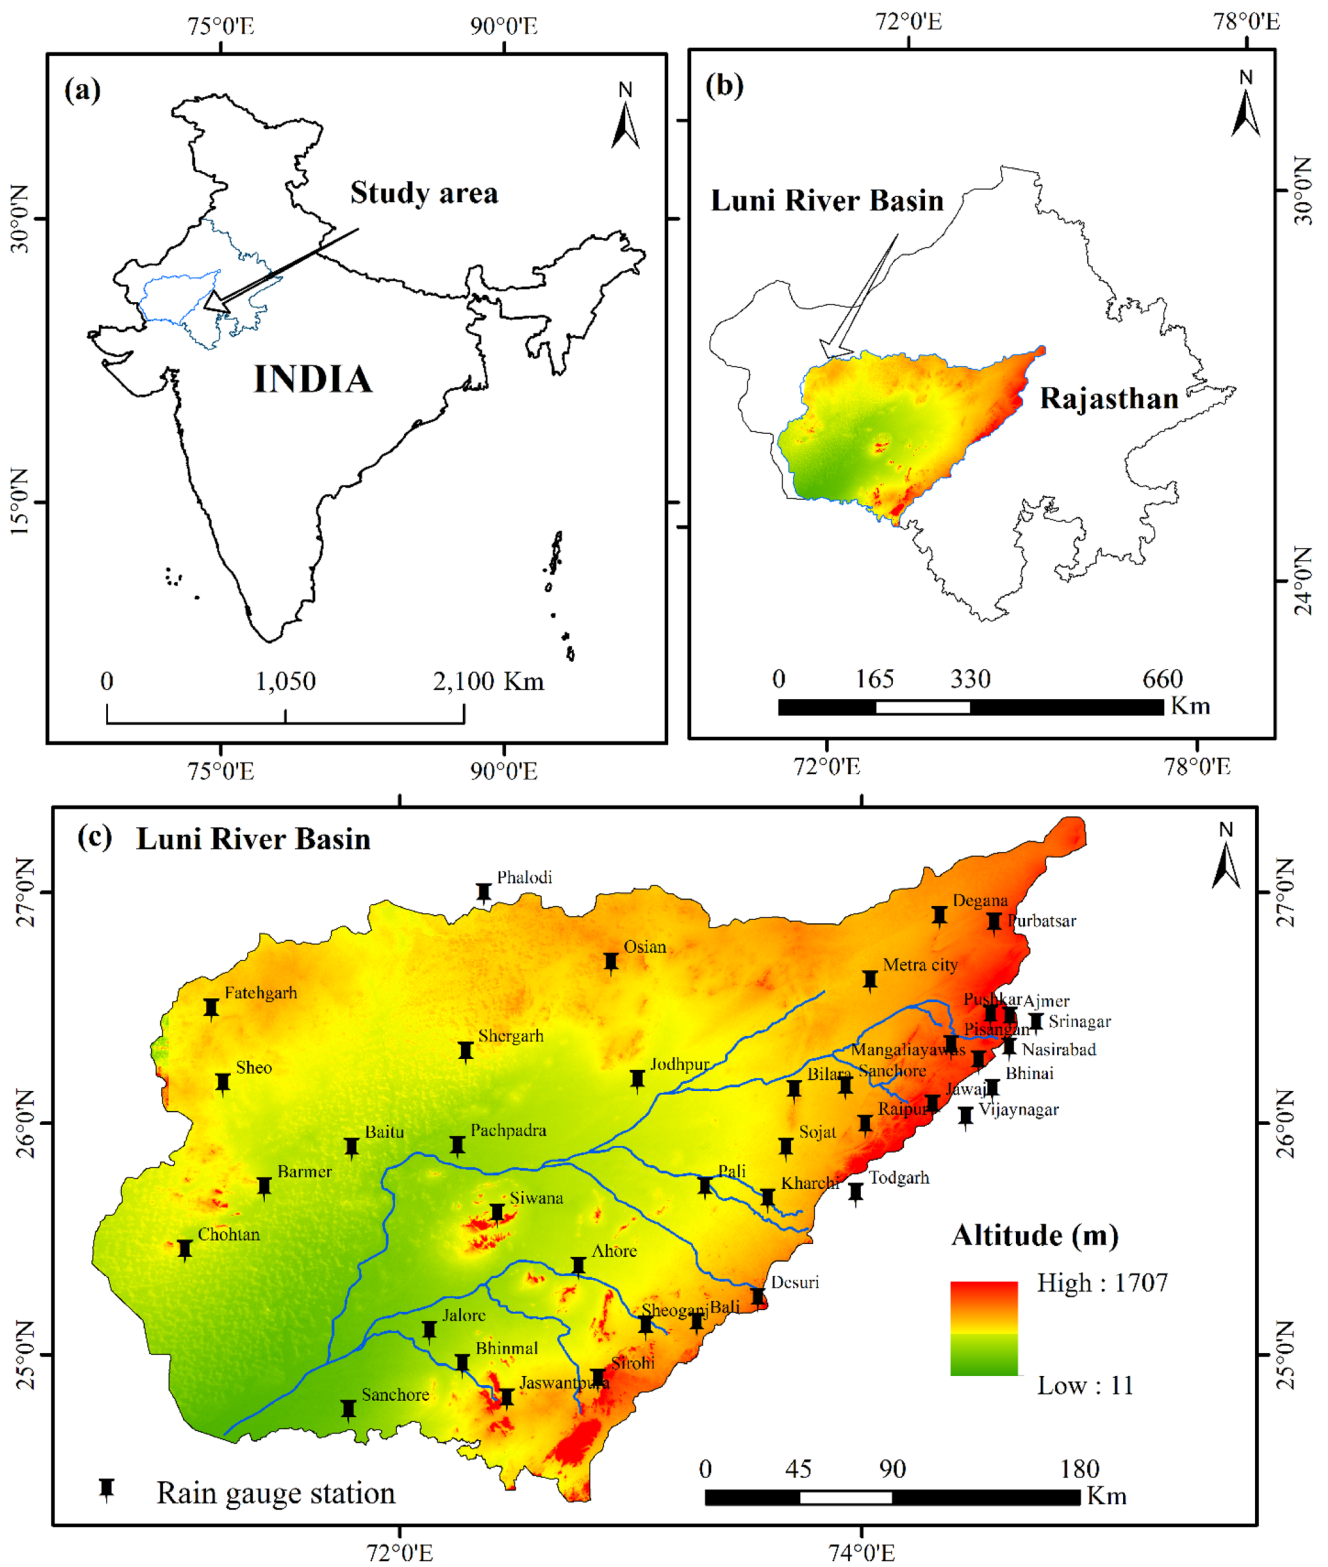 75°0'E
90°0'E
72°0'E
78°0'E
(a)
N
(b)
N
Study area
Luni River Basin
30°0'N
30°0'N
INDIA
Rajasthan
15°0'N
24°0'N
0
1,050
2,100 Km
0
165
330
660
Km
75°0'E
90°0'E
72°0'E
78°0'E
(c) Luni River Basin
N
27°0'N
27°0'N
Phalodi
Degana
Purbatsar
Osian
Metra city
Fatehgarh
Pushkar
Ajmer
Srinagar
Pisangan
Shergarh
Mangaliayawas
Nasirabad
Sheo
Jodhpur
Bilara
Sanchore
Bhinai
Jawaj
Raipur
Vijaynagar
26°0'N
26°0'N
Baitu
Pachpadra
Sojat
Barmer
Pali
Kharchi
Todgarh
Siwana
Chohtan
Ahore
Altitude (m)
High : 1707
Desuri
Sheoganj
Bali
Jalore
Bhinmal
Sirohi
25°0'N
25°0'N
Jaswantpura
Sanchore
Low : 11
0
45
90
180
Km
Rain gauge station
72°0'E
74°0'E